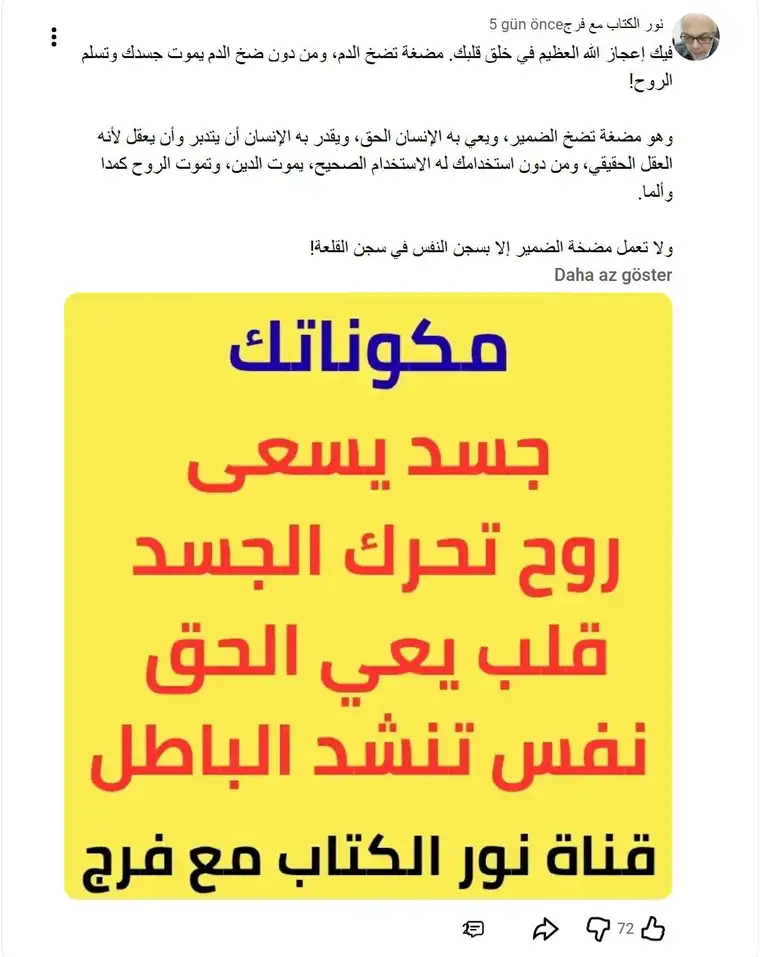 نور الكتاب مع فرج 5 gün önce
فيك إعجاز الله العظيم في خلق قلبك. مضغة تضخ الدم، ومن دون ضخ الدم يموت جسدك وتسلم
الروح!
وهو مضغة تضخ الضمير، ويعي به الإنسان الحق، ويقدر به الإنسان أن يتدبر وأن يعقل لأنه
العقل الحقيقي، ومن دون استخدامك له الاستخدام الصحيح، يموت الدين، وتموت الروح كمدا
وألما.
ولا تعمل مضخة الضمير إلا بسجن النفس في سجن القلعة!
Daha az göster
مكوناتك
جسد يسعى
روح تحرك الجسد
قلب يعي الحق
نفس تنشد الباطل
قناة نور الكتاب مع فرج
72
2